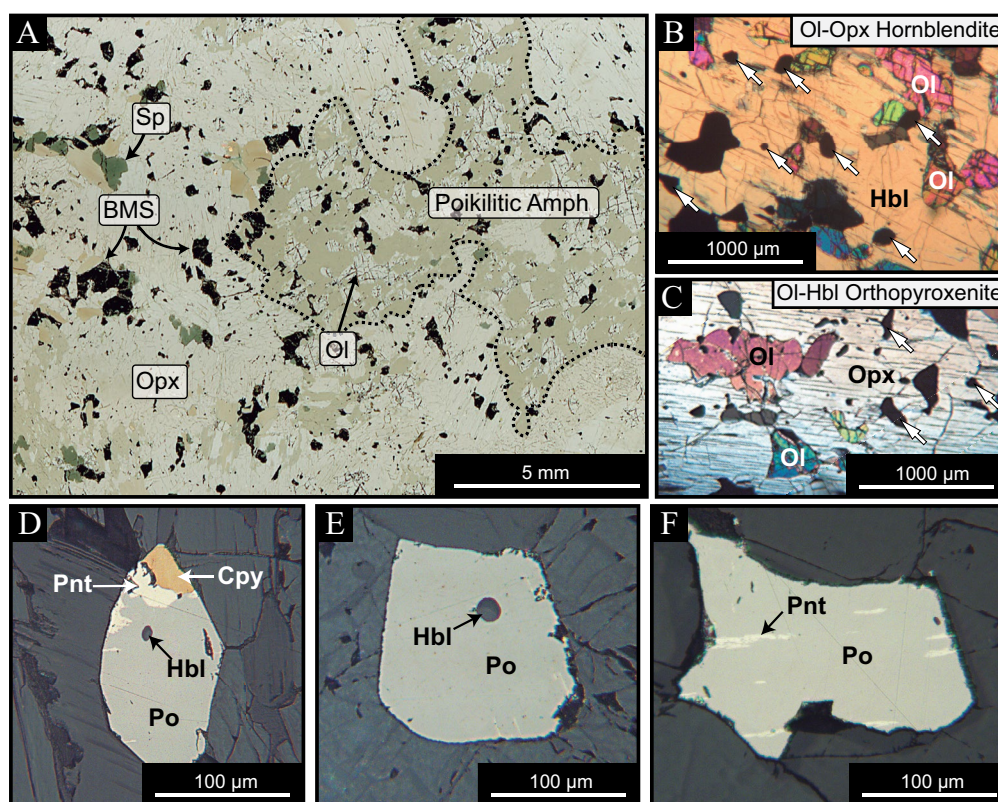 A
Sp
BMS
Poikilitic Amph
Ol
Opx
5 mm
B
Ol-Opx Hornblendite
Ol
Ol
Hbl
1000 µm
C
Ol-Hbl Orthopyroxenite
Ol
Opx
Ol
1000 µm
D
Pnt
Cpy
Hbl
Po
100 µm
E
Hbl
Po
100 µm
F
Pnt
Po
100 µm